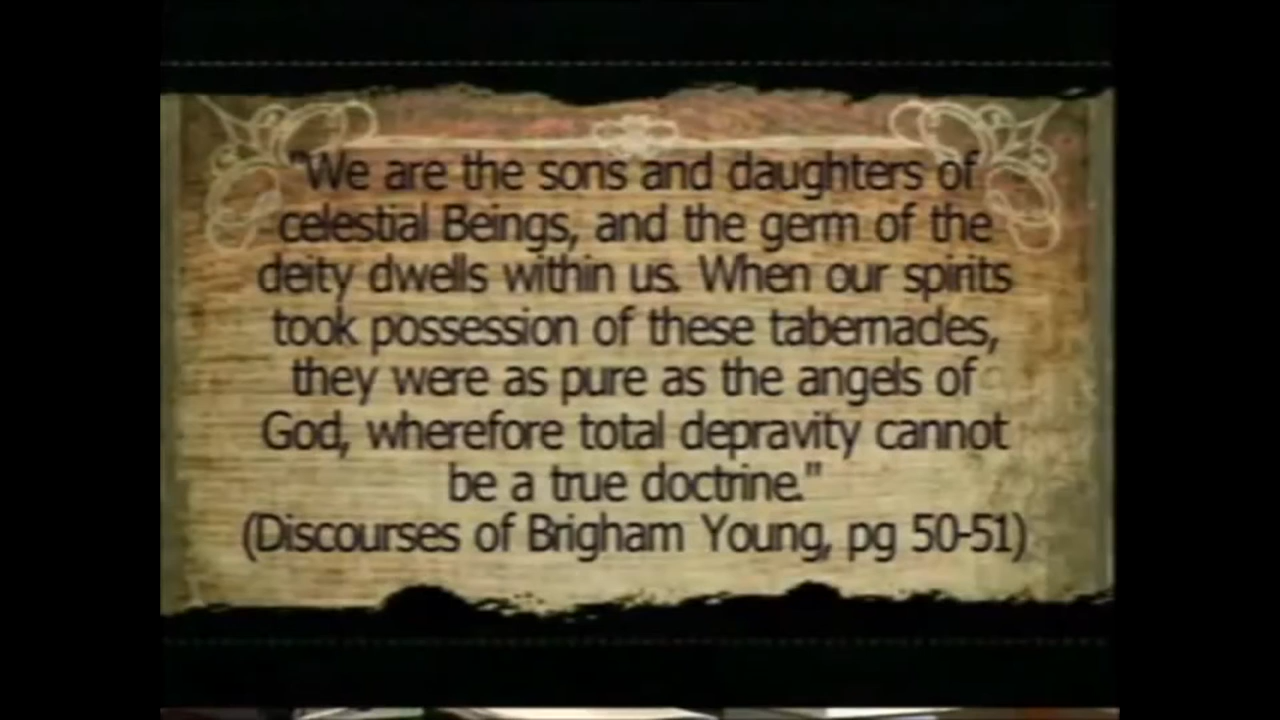 "We are the sons and daughters of
celestial Beings, and the germ of the
deity dwells within us. When our spirits
took possession of these tabernacles,
they were as pure as the angels of
God, wherefore total depravity cannot
be a true doctrine."
(Discourses of Brigham Young, pg 50-51)